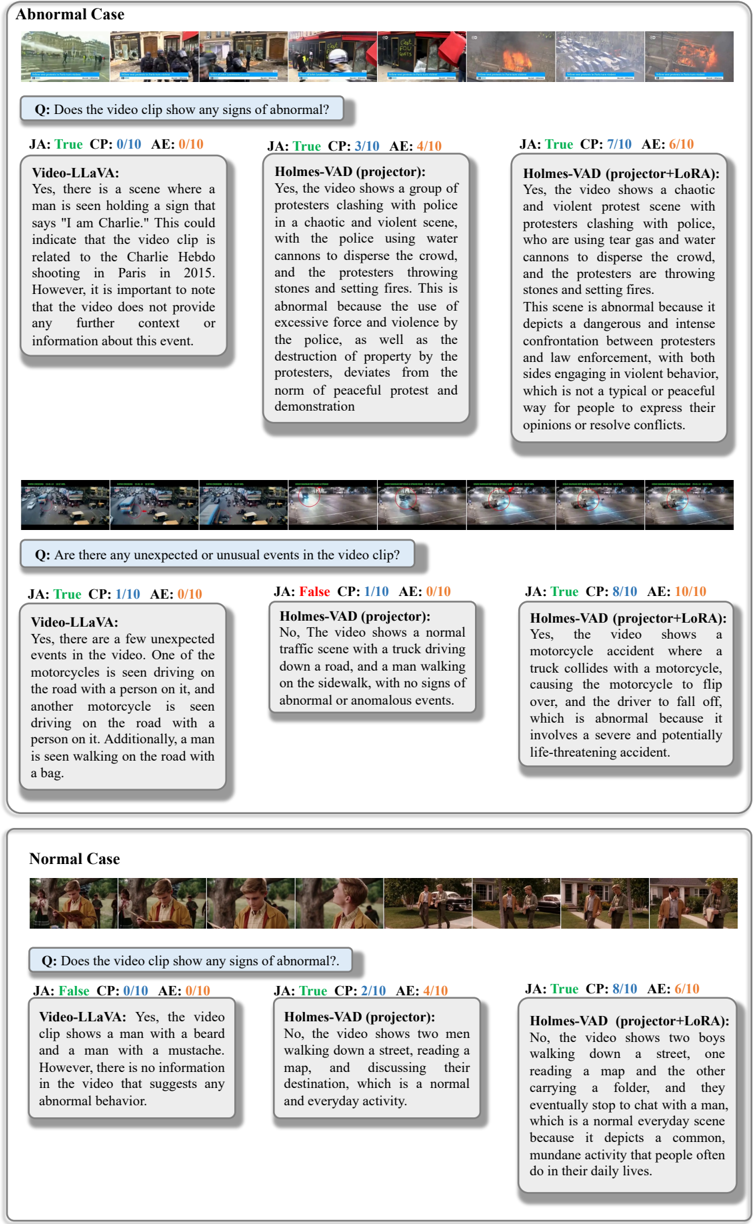 Abnormal Case
Q: Does the video clip show any signs of abnormal?
JA: True CP: 0/10 AE: 0/10
Video-LLaVA:
Yes, there is a scene where a
man is seen holding a sign that
says "I am Charlie." This could
indicate that the video clip is
related to the Charlie Hebdo
shooting in Paris in 2015.
However, it is important to note
that the video does not provide
any further context or
information about this event.
JA: True CP: 3/10 AE: 4/10
Holmes-VAD (projector):
Yes, the video shows a group of
protesters clashing with police
in a chaotic and violent scene,
with the police using water
cannons to disperse the crowd,
and the protesters throwing
stones and setting fires. This is
abnormal because the use of
excessive force and violence by
the police, as well as the
destruction of property by the
protesters, deviates from the
norm of peaceful protest and
demonstration
JA: True CP: 7/10 AE: 6/10
Holmes-VAD (projector+LoRA):
Yes, the video shows a chaotic
and violent protest scene with
protesters clashing with police,
who are using tear gas and water
cannons to disperse the crowd,
and the protesters are throwing
stones and setting fires.
This scene is abnormal because it
depicts a dangerous and intense
confrontation between protesters
and law enforcement, with both
sides engaging in violent behavior,
which is not a typical or peaceful
way for people to express their
opinions or resolve conflicts.
Q: Are there any unexpected or unusual events in the video clip?
JA: True CP: 1/10 AE: 0/10
Video-LLaVA:
Yes, there are a few unexpected
events in the video. One of the
motorcycles is seen driving on
the road with a person on it, and
another motorcycle is seen
driving on the road with a
person on it. Additionally, a man
is seen walking on the road with
a bag.
JA: False CP: 1/10 AE: 0/10
Holmes-VAD (projector):
No, The video shows a normal
traffic scene with a truck driving
down a road, and a man walking
on the sidewalk, with no signs of
abnormal or anomalous events.
JA: True CP: 8/10 AE: 10/10
Holmes-VAD (projector+LoRA):
Yes, the video shows a
motorcycle accident where a
truck collides with a motorcycle,
causing the motorcycle to flip
over, and the driver to fall off,
which is abnormal because it
involves a severe and potentially
life-threatening accident.
Normal Case
Q: Does the video clip show any signs of abnormal?.
JA: False CP: 0/10 AE: 0/10
Video-LLaVA: Yes, the video
clip shows a man with a beard
and a man with a mustache.
However, there is no information
in the video that suggests any
abnormal behavior.
JA: True CP: 2/10 AE: 4/10
Holmes-VAD (projector):
No, the video shows two men
walking down a street, reading a
map, and discussing their
destination, which is a normal
and everyday activity.
JA: True CP: 8/10 AE: 6/10
Holmes-VAD (projector+LoRA):
No, the video shows two boys
walking down a street, one
reading a map and the other
carrying a folder, and they
eventually stop to chat with a man,
which is a normal everyday scene
because it depicts a common,
mundane activity that people often
do in their daily lives.